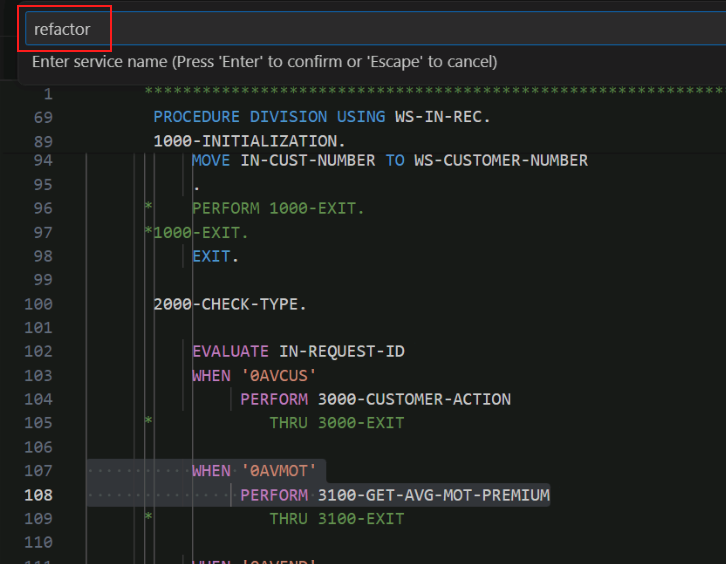 refactor
Enter service name (Press 'Enter' to confirm or 'Escape' to cancel)
1 ************************************************************
69 PROCEDURE DIVISION USING WS-IN-REC.
89 1000-INITIALIZATION.
94 MOVE IN-CUST-NUMBER TO WS-CUSTOMER-NUMBER
95 .
96 * PERFORM 1000-EXIT.
97 *1000-EXIT.
98 EXIT.
99
100 2000-CHECK-TYPE.
101
102 EVALUATE IN-REQUEST-ID
103 WHEN '0AVCUS'
104 PERFORM 3000-CUSTOMER-ACTION
105 * THRU 3000-EXIT
106
107 WHEN '0AVMOT'
108 PERFORM 3100-GET-AVG-MOT-PREMIUM
109 * THRU 3100-EXIT
110